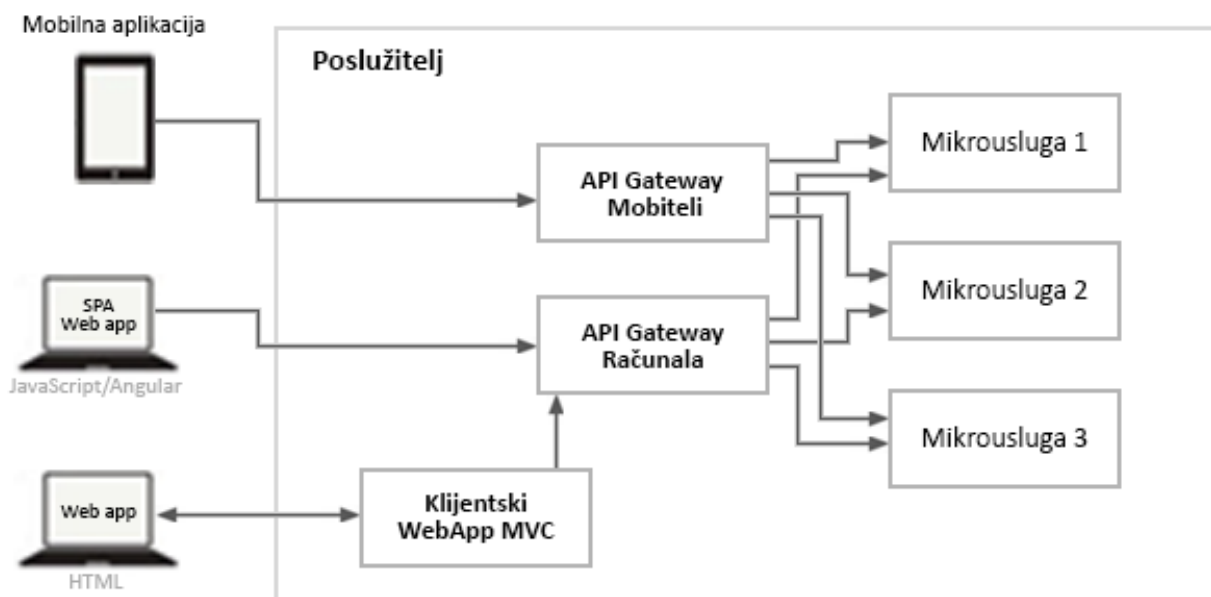 Mobilna aplikacija
Poslužitelj
Mikrousluga 1
API Gateway
Mobiteli
Mikrousluga 2
SPA
Web app
JavaScript/Angular
API Gateway
Računala
Mikrousluga 3
Web app
HTML
Klijentski
WebApp MVC